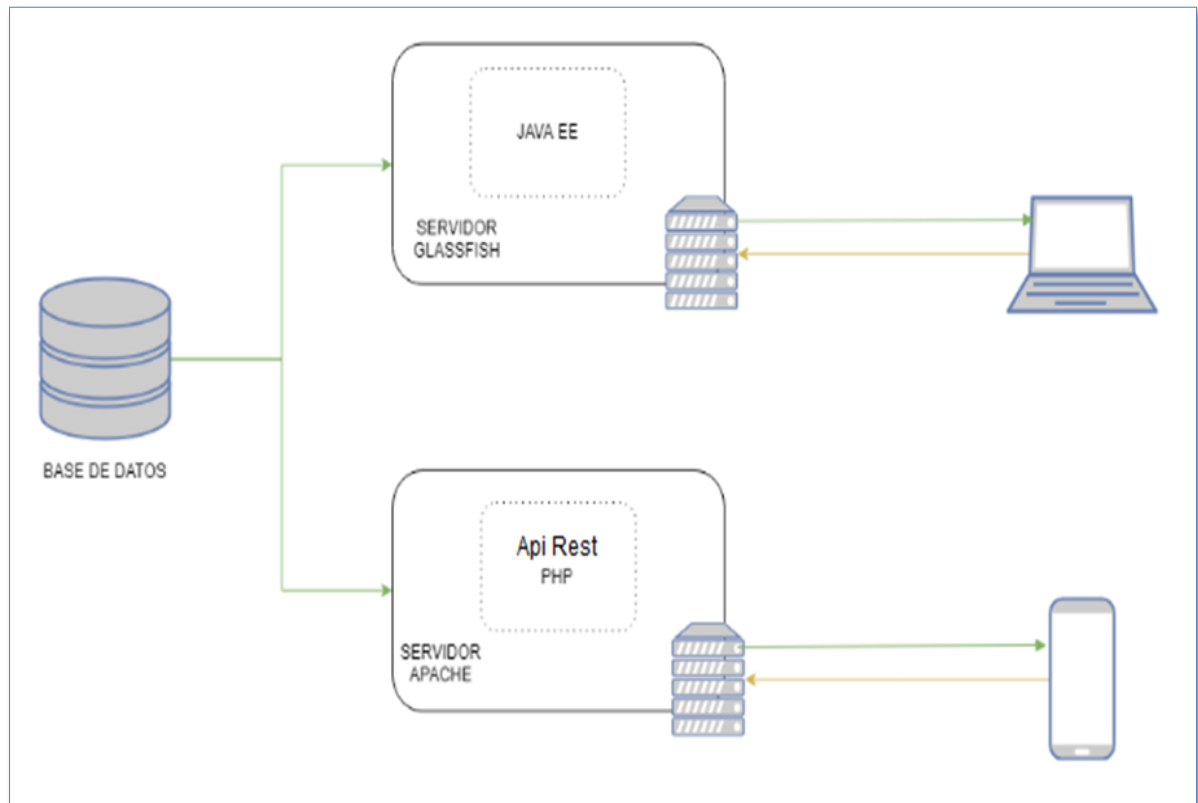 JAVA EE
SERVIDOR
GLASSFISH
BASE DE DATOS
Api Rest
PHP
SERVIDOR
APACHE